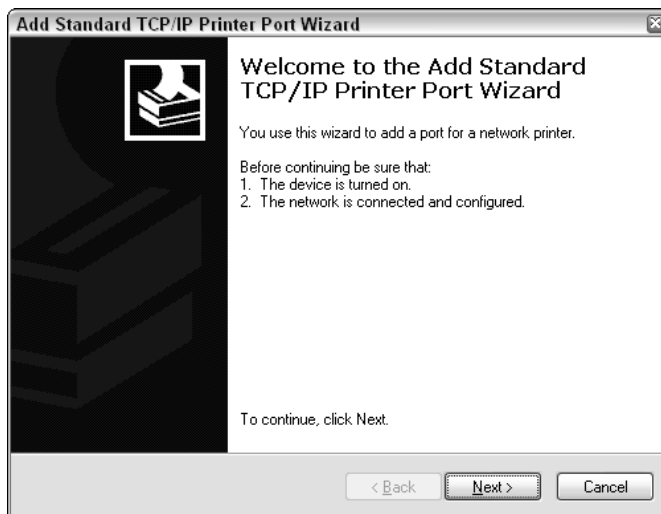 Add Standard TCP/IP Printer Port Wizard
Welcome to the Add Standard
TCP/IP Printer Port Wizard
You use this wizard to add a port for a network printer.
Before continuing be sure that:
1. The device is turned on.
2. The network is connected and configured.
To continue, click Next.
< Back Next > Cancel